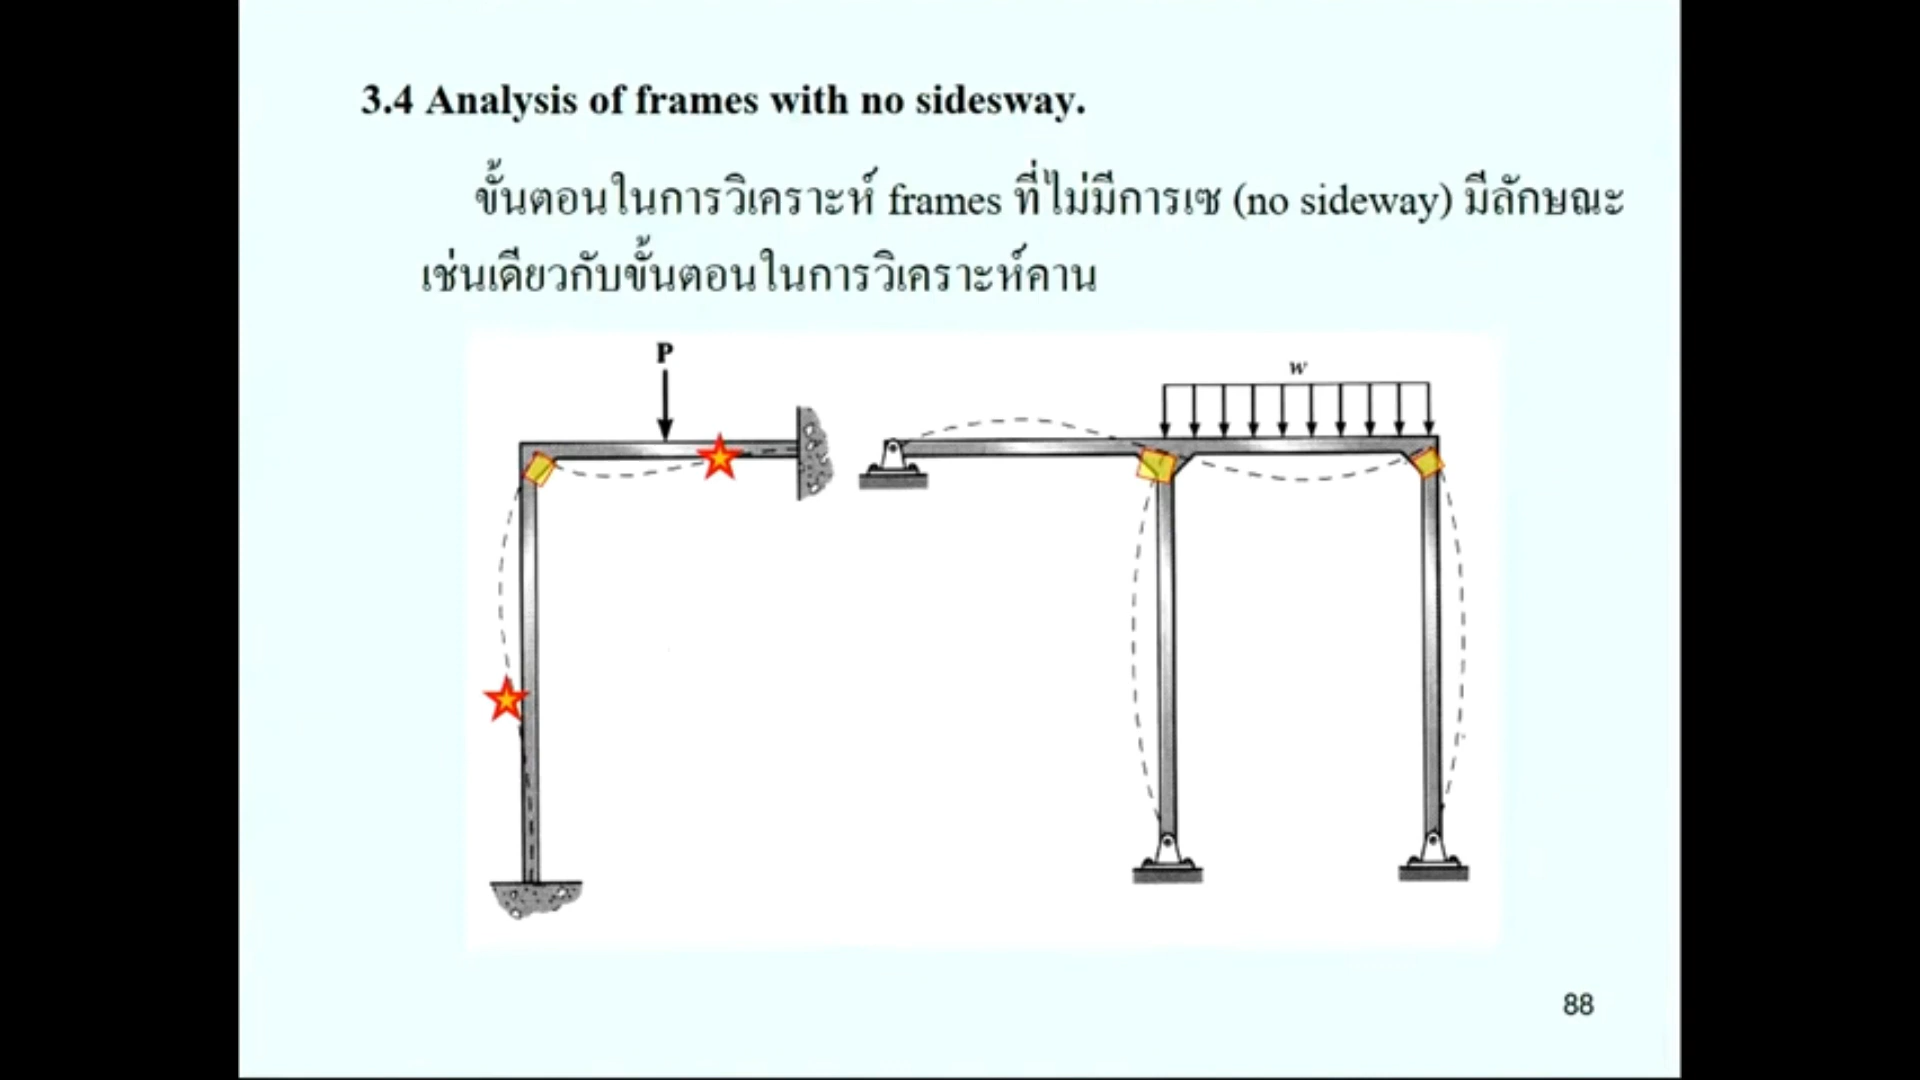 3.4 Analysis of frames with no sidesway.
ขั้นตอนในการวิเคราะห์ frames ที่ไม่มีการเซ (no sideway) มีลักษณะ
เช่นเดียวกับขั้นตอนในการวิเคราะห์คาน
P
w
88